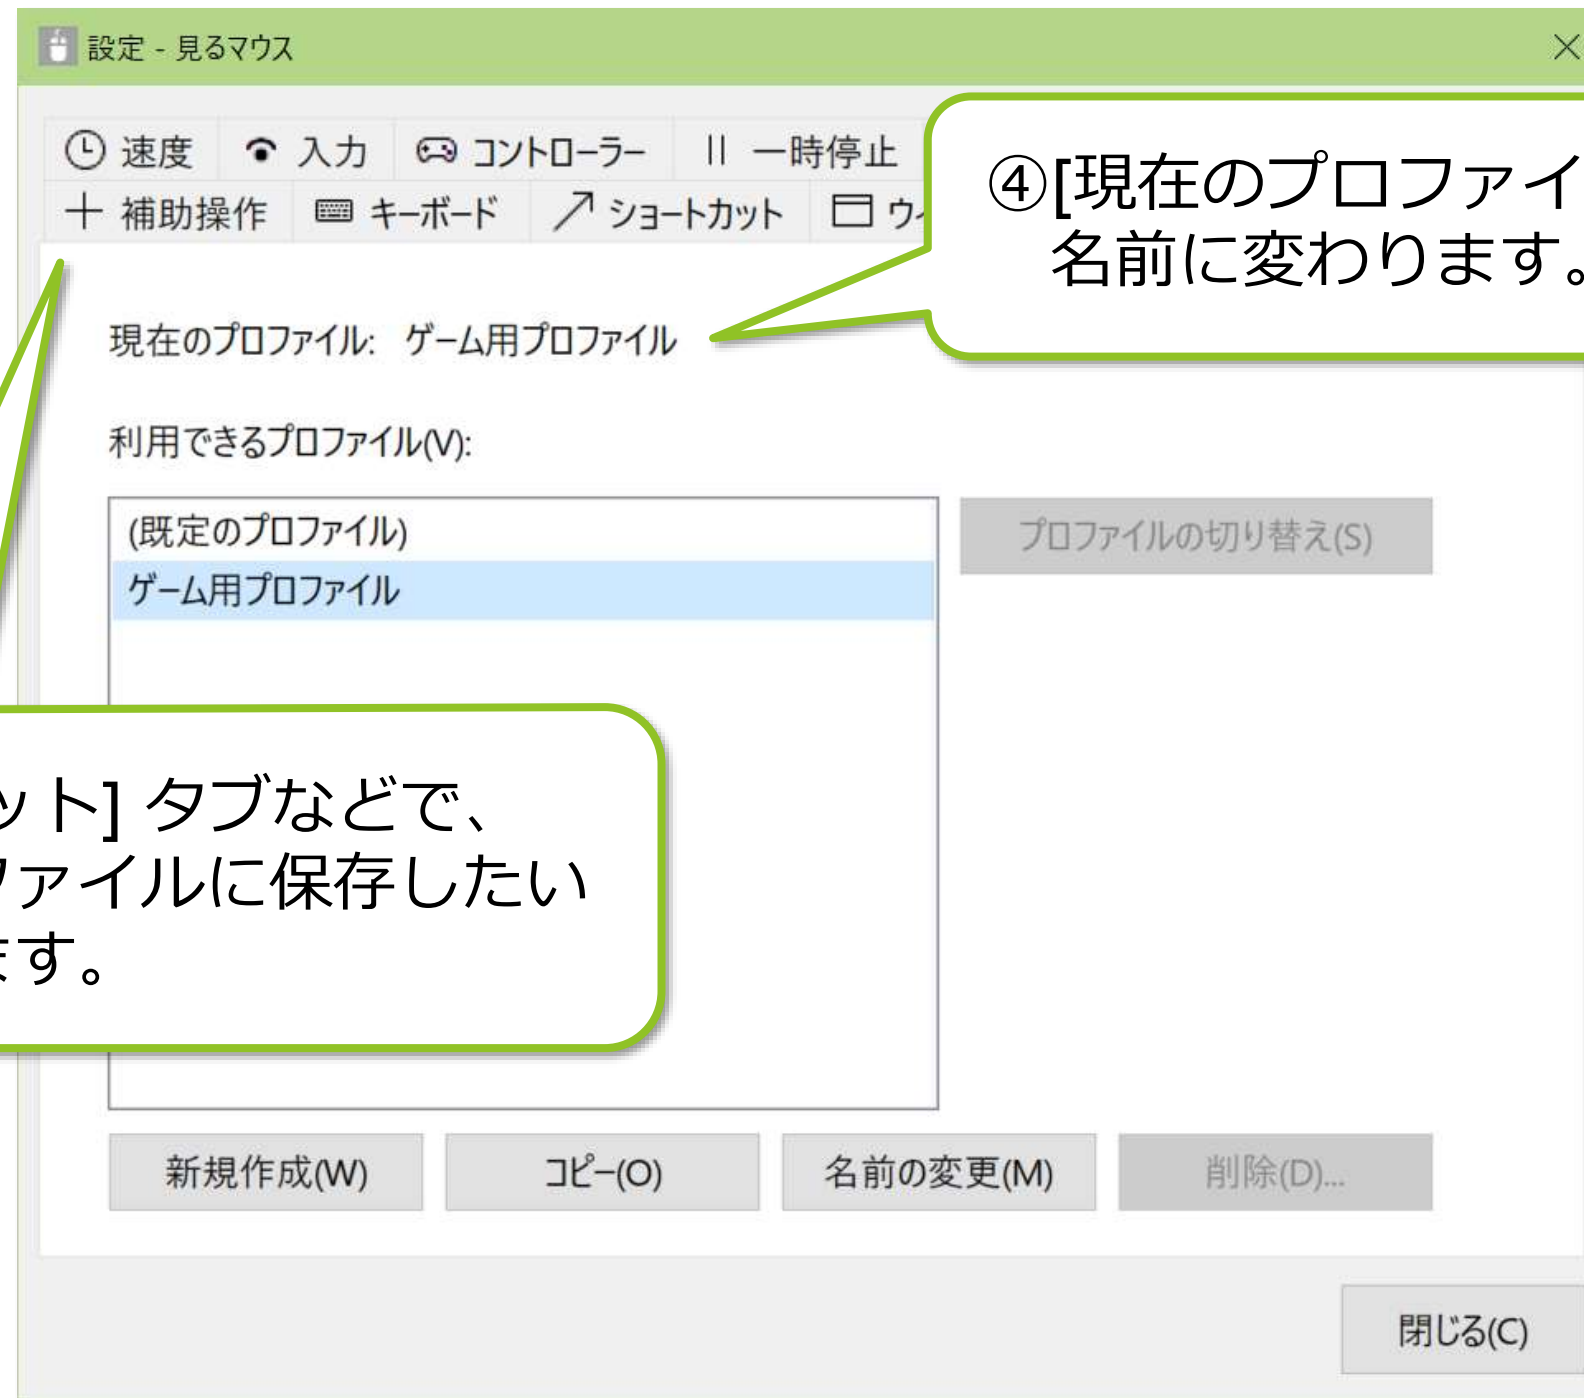 設定 - 見るマウス
速度 入力 コントローラー 一時停止
補助操作 キーボード ショートカット ウ
④[現在のプロファイ
名前に変わります。
現在のプロファイル: ゲーム用プロファイル
利用できるプロファイル(V):
(既定のプロファイル)
ゲーム用プロファイル
プロファイルの切り替え(S)
ット] タブなどで、
ファイルに保存したい
ます。
新規作成(W) コピー(O) 名前の変更(M) 削除(D)...
閉じる(C)